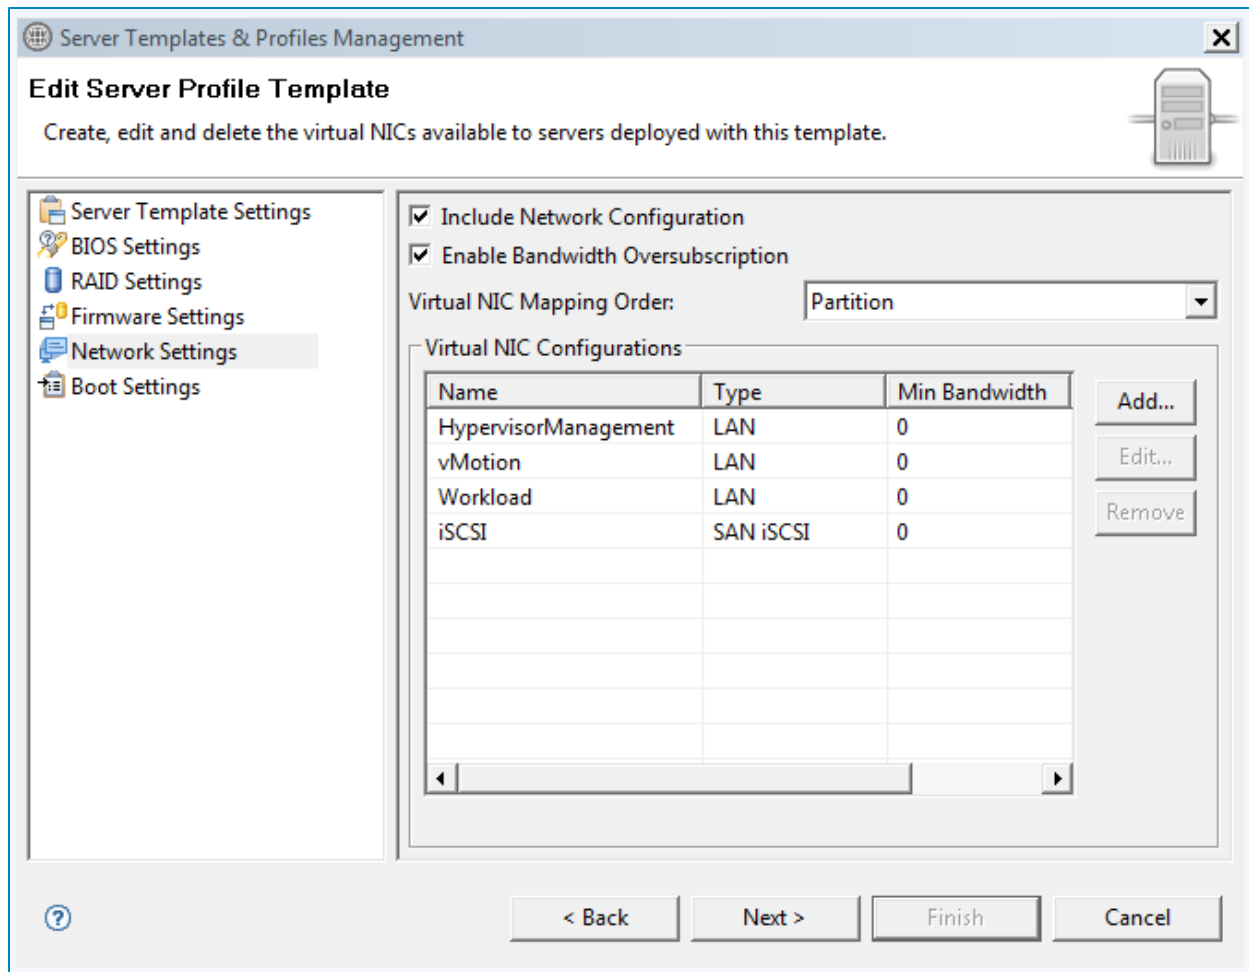 Server Templates & Profiles Management
Edit Server Profile Template
Create, edit and delete the virtual NICs available to servers deployed with this template.
Server Template Settings
BIOS Settings
RAID Settings
Firmware Settings
Network Settings
Boot Settings
Include Network Configuration
Enable Bandwidth Oversubscription
Virtual NIC Mapping Order: Partition
Virtual NIC Configurations
Name Type Min Bandwidth
HypervisorManagement LAN 0
vMotion LAN 0
Workload LAN 0
iSCSI SAN iSCSI 0
Add...
Edit...
Remove
< Back Next > Finish Cancel